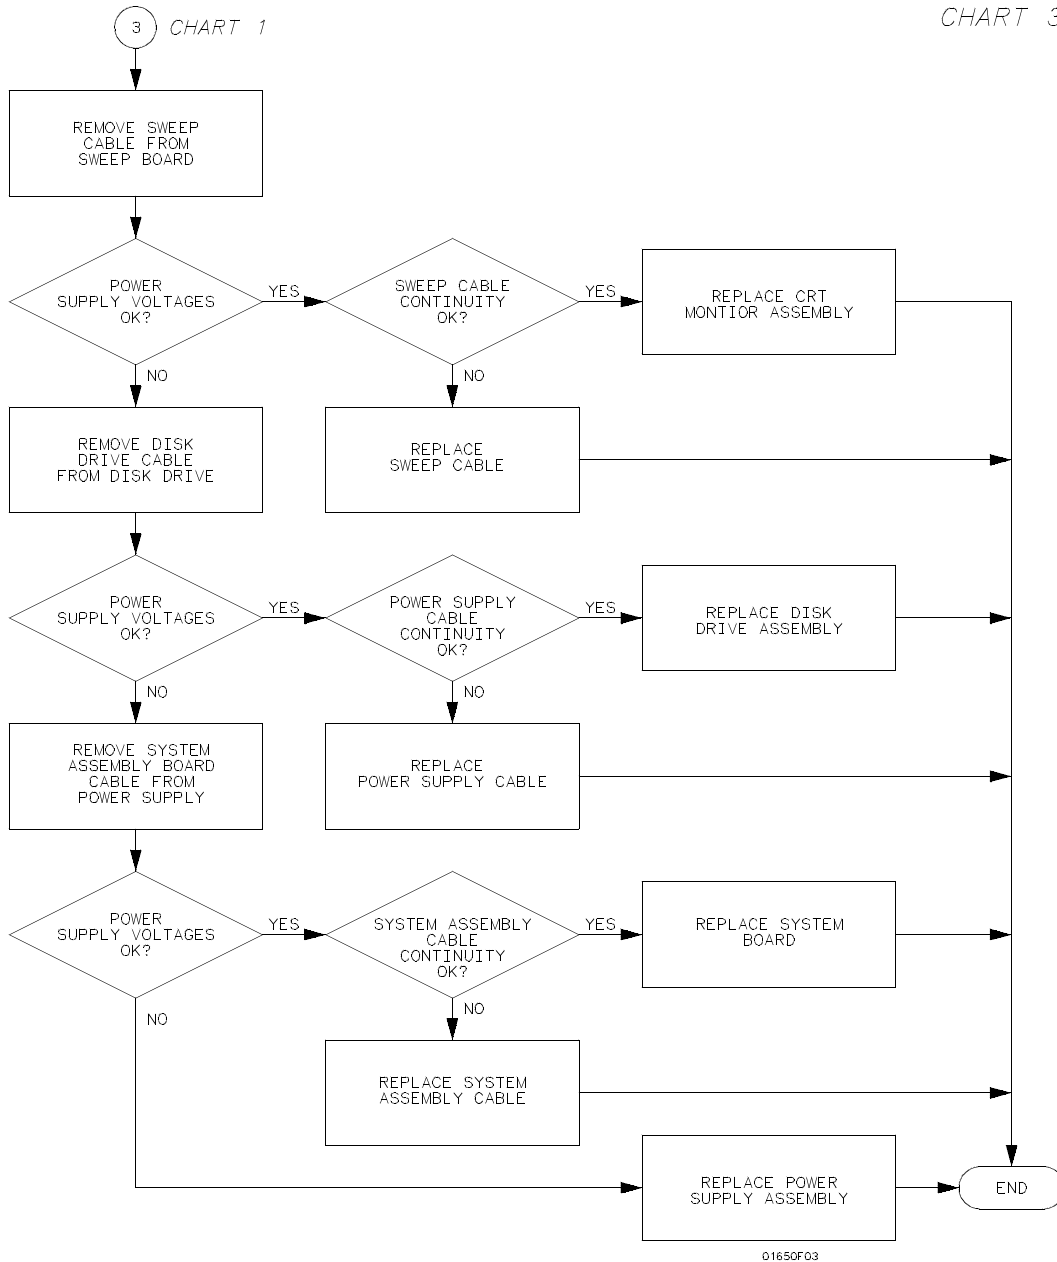 3 CHART 1
CHART 3
REMOVE SWEEP
CABLE FROM
SWEEP BOARD
POWER
SUPPLY VOLTAGES
OK?
YES
SWEEP CABLE
CONTINUITY
OK?
YES
REPLACE CRT
MONTIOR ASSEMBLY
NO
NO
REMOVE DISK
DRIVE CABLE
FROM DISK DRIVE
REPLACE
SWEEP CABLE
POWER
SUPPLY VOLTAGES
OK?
YES
POWER SUPPLY
CABLE
CONTINUITY
OK?
YES
REPLACE DISK
DRIVE ASSEMBLY
NO
NO
REMOVE SYSTEM
ASSEMBLY BOARD
CABLE FROM
POWER SUPPLY
REPLACE
POWER SUPPLY CABLE
POWER
SUPPLY VOLTAGES
OK?
YES
SYSTEM ASSEMBLY
CABLE
CONTINUITY
OK?
YES
REPLACE SYSTEM
BOARD
NO
NO
REPLACE SYSTEM
ASSEMBLY CABLE
REPLACE POWER
SUPPLY ASSEMBLY
END
01650F03